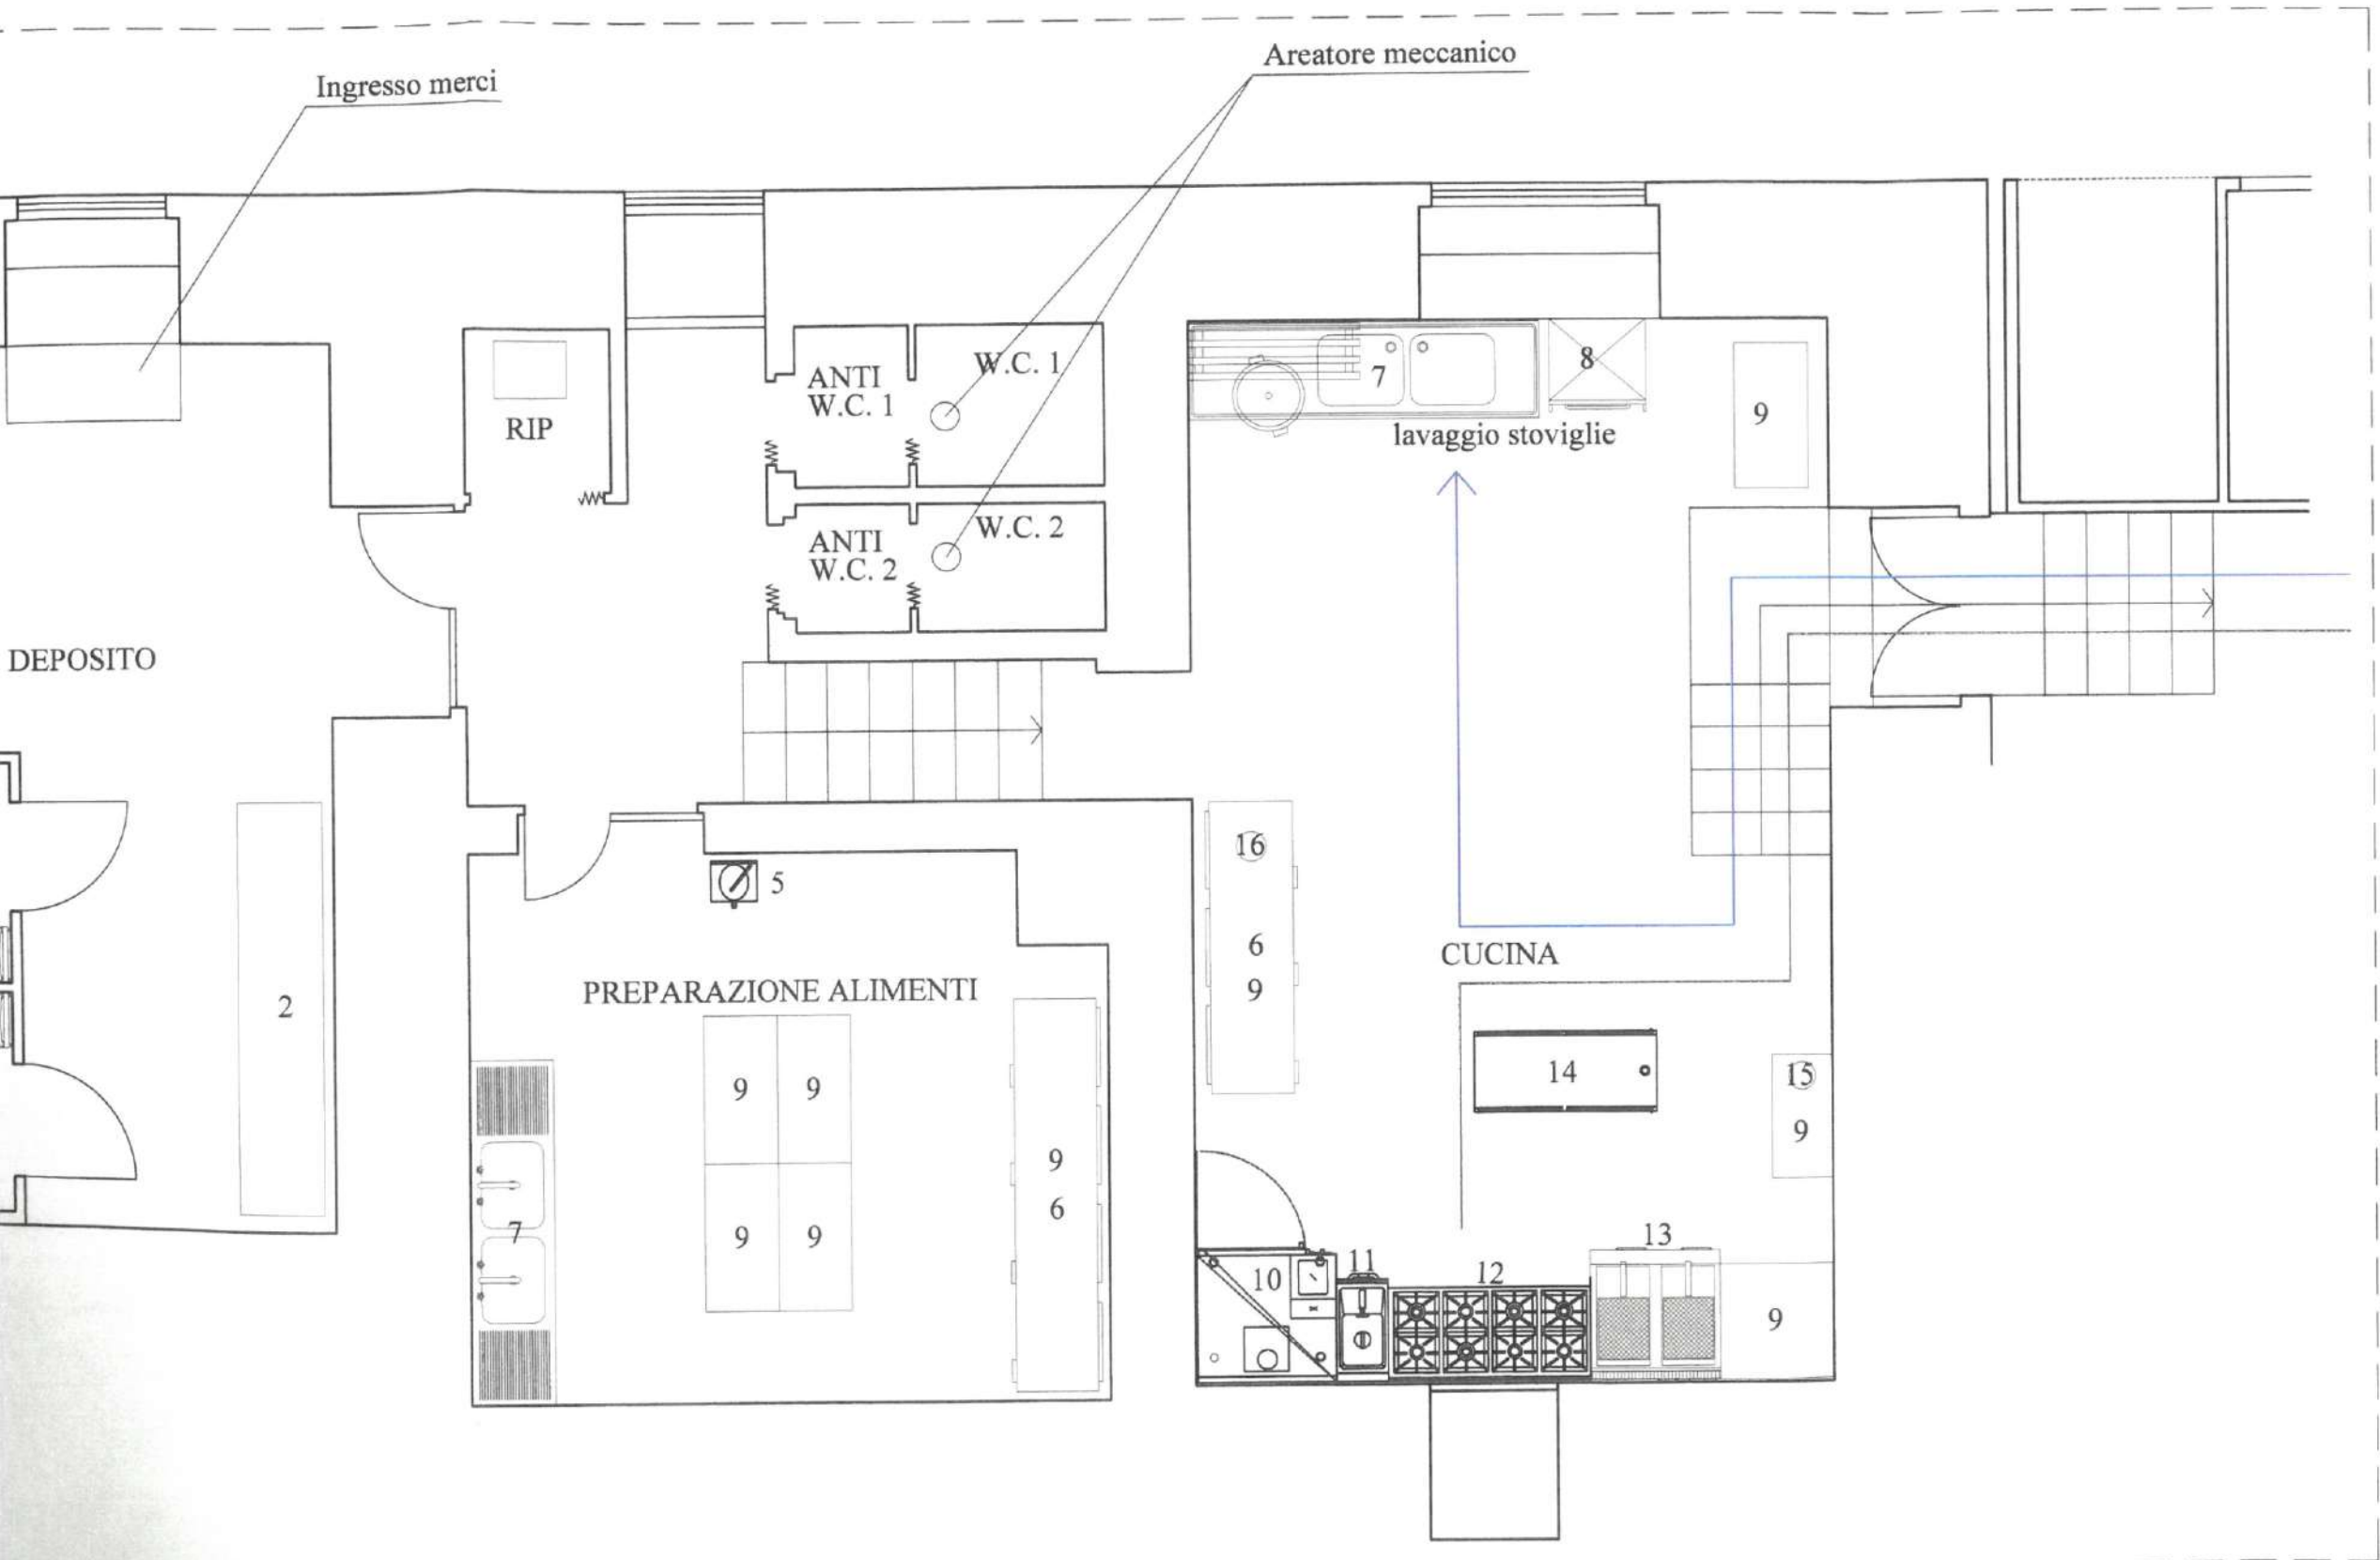 Areatore meccanico
Ingresso merci
ANTI
W.C. 1
W.C. 1
7
8
9
RIP
lavaggio stoviglie
ANTI
W.C. 2
W.C. 2
DEPOSITO
16
5
6
CUCINA
9
PREPARAZIONE ALIMENTI
2
14
15
9
9
9
9
6
7
9
9
13
10
11
12
9